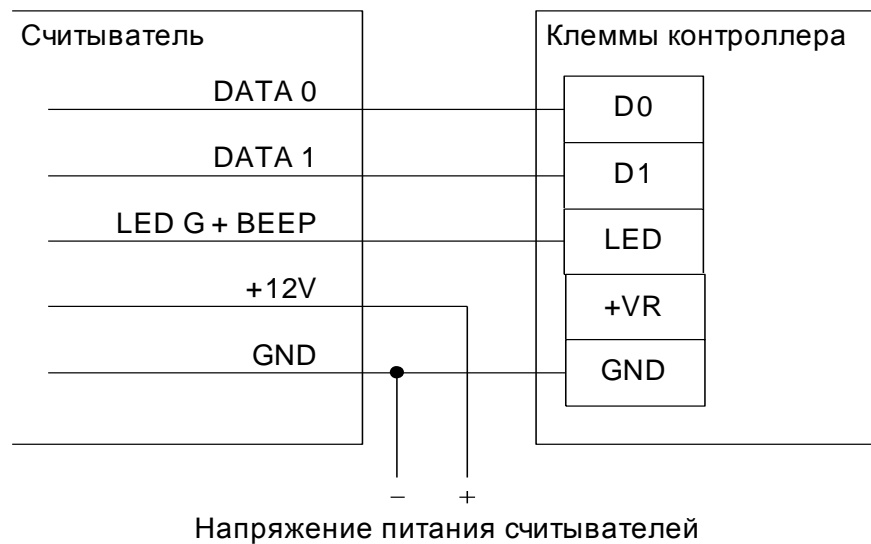 Считыватель
Клеммы контроллера
DATA 0
D0
DATA 1
D1
LED G + BEEP
LED
+12V
+VR
GND
GND
– +
Напряжение питания считывателей